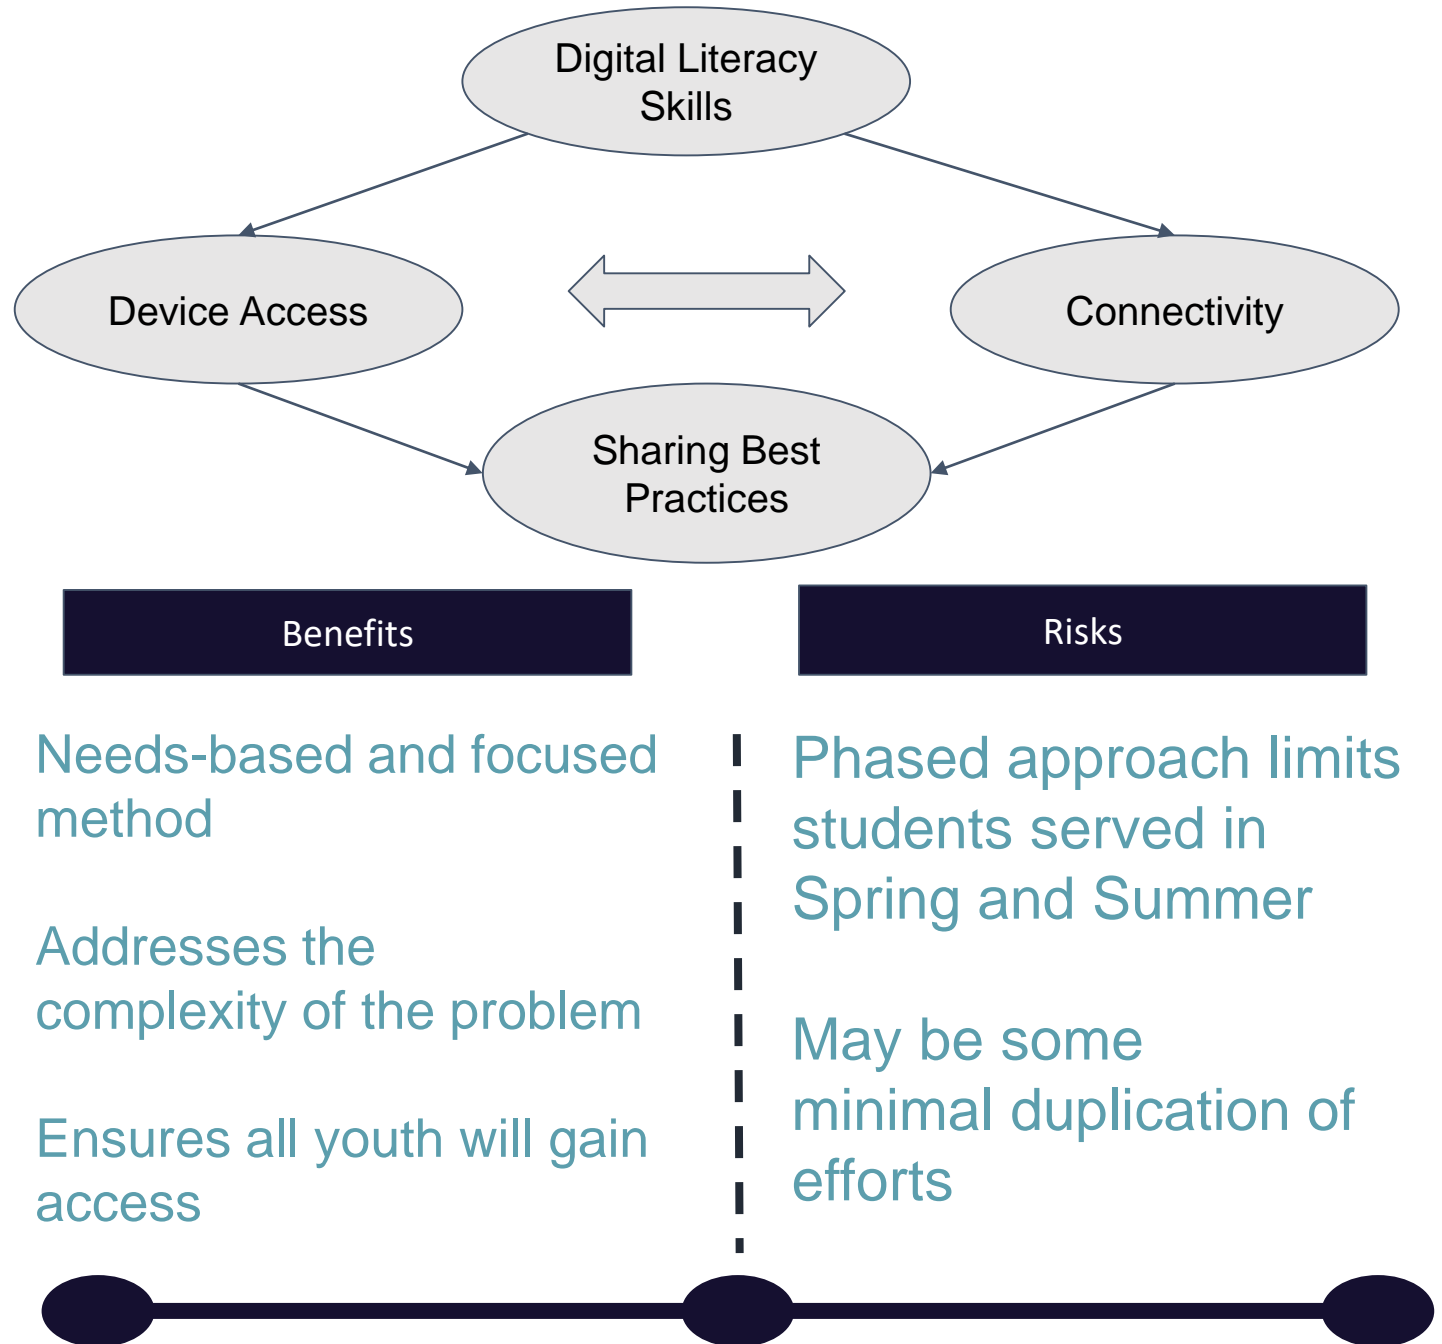 Digital Literacy
Skills
Device Access
Connectivity
Sharing Best
Practices
Benefits
Risks
Needs-based and focused
method
Addresses the
complexity of the problem
Ensures all youth will gain
access
Phased approach limits
students served in
Spring and Summer
May be some
minimal duplication of
efforts